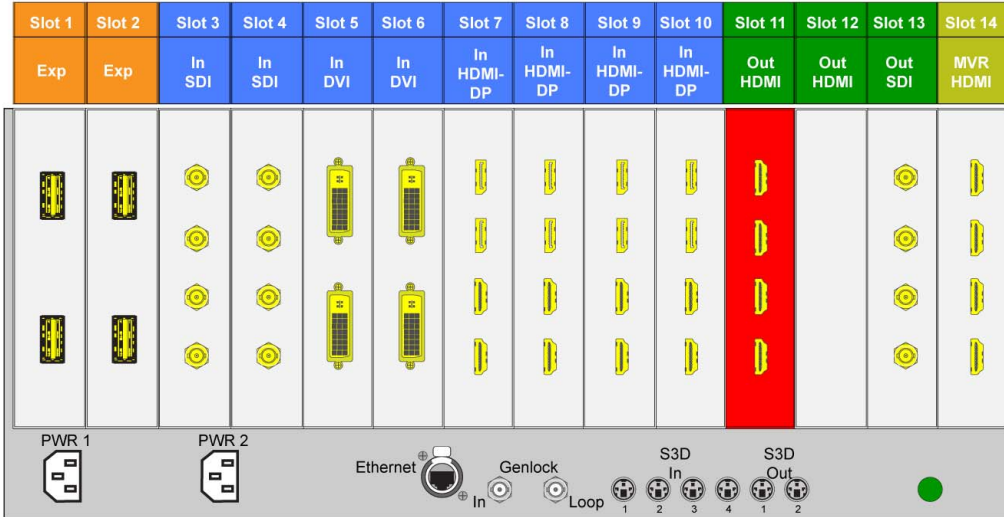 Slot 1 Slot 2 Slot 3 Slot 4 Slot 5 Slot 6 Slot 7 Slot 8 Slot 9 Slot 10 Slot 11 Slot 12 Slot 13 Slot 14
Exp
Exp
In
SDI
In
SDI
In
DVI
In
DVI
In
HDMI-
DP
In
HDMI-
DP
In
HDMI-
DP
In
HDMI-
DP
Out
HDMI
Out
HDMI
Out
SDI
MVR
HDMI
PWR 1
PWR 2
Ethernet
Genlock
In
Loop
S3D
In
S3D
Out
1 2 3 4 1 2